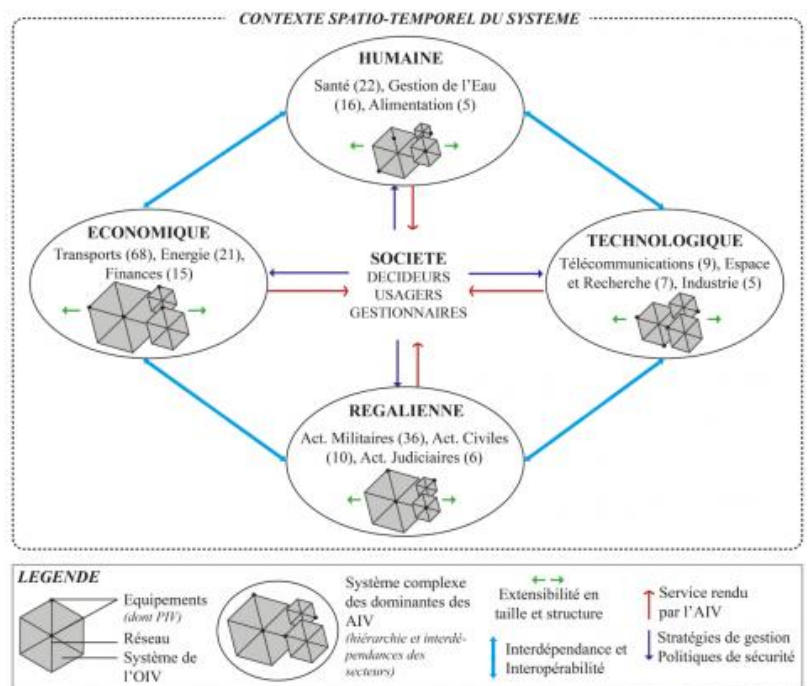 CONTEXTE SPATIO-TEMPOREL DU SYSTEME
HUMAINE
Santé (22), Gestion de l'Eau
(16), Alimentation (5)
ECONOMIQUE
Transports (68), Energie (21),
Finances (15)
SOCIETE
DECIDEURS
USAGERS
GESTIONNAIRES
TECHNOLOGIQUE
Télécommunications (9), Espace
et Recherche (7), Industrie (5)
REGALIENNE
Act. Militaires (36), Act. Civiles
(10), Act. Judiciaires (6)
LEGENDE
Equipements
(dont PIV)
Réseau
Système de
l'OIV
Système complexe
des dominantes des
AIV
(hiérarchie et interdé-
pendances des
secteurs)
Extensibilité en
taille et structure
Interdépendance et
Interopérabilité
Service rendu
par l'AIV
Stratégies de gestion
Politiques de sécurité